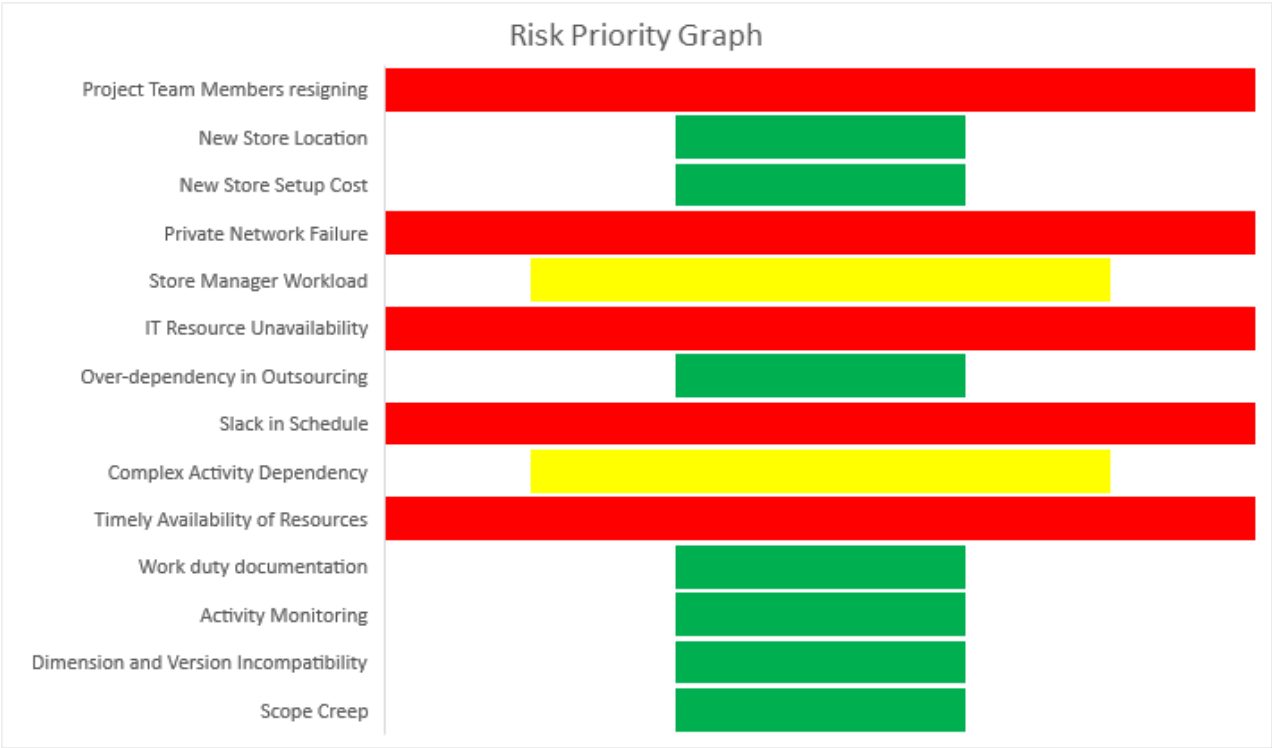 Risk Priority Graph
Project Team Members resigning
New Store Location
New Store Setup Cost
Private Network Failure
Store Manager Workload
IT Resource Unavailability
Over-dependency in Outsourcing
Slack in Schedule
Complex Activity Dependency
Timely Availability of Resources
Work duty documentation
Activity Monitoring
Dimension and Version Incompatibility
Scope Creep